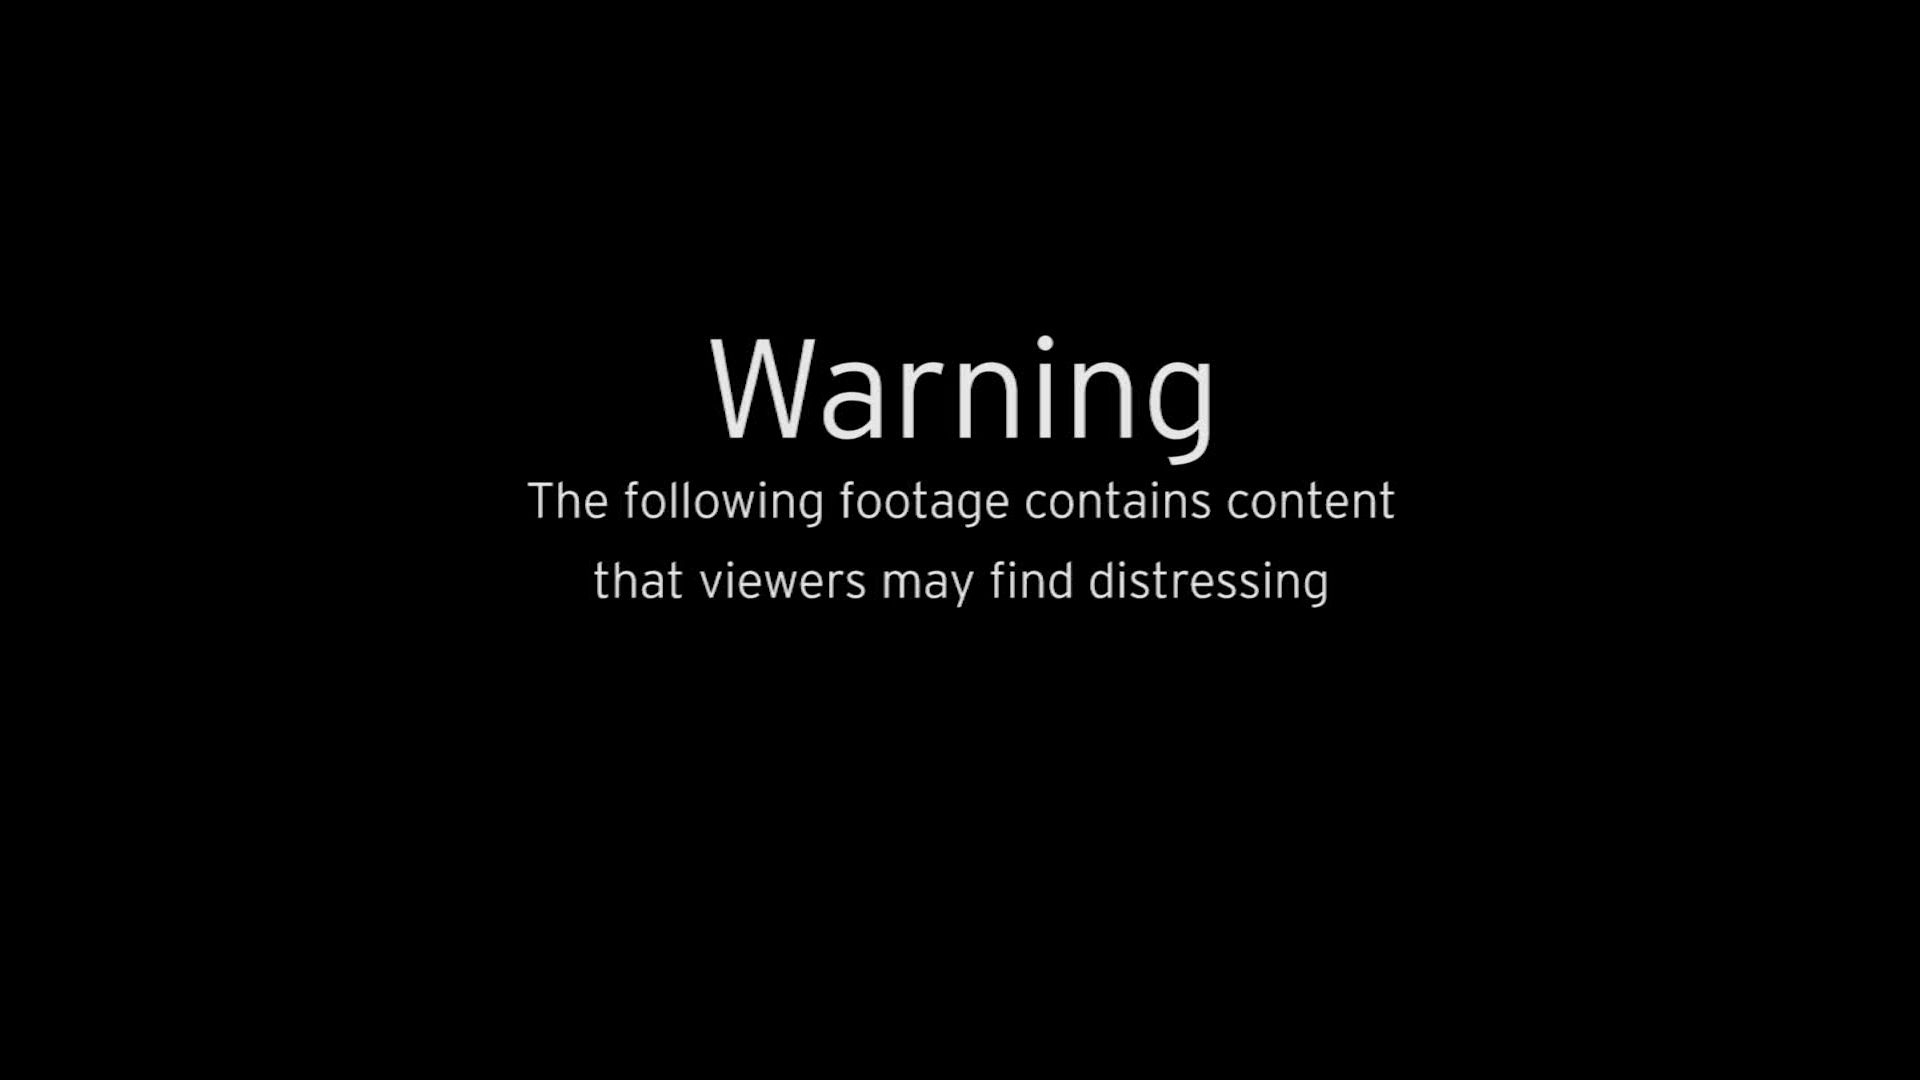 Warning
The following footage contains content
that viewers may find distressing